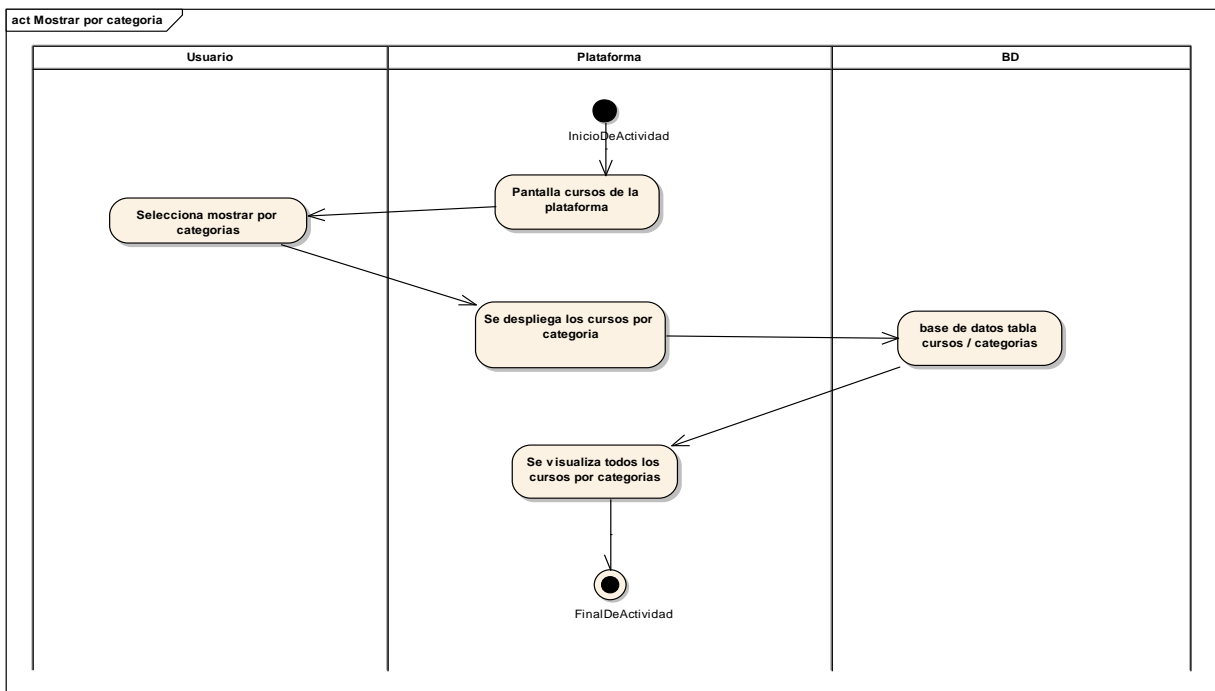 act Mostrar por categoria
Usuario
Plataforma
BD
InicioDeActividad
Pantalla cursos de la
plataforma
Selecciona mostrar por
categorias
Se despliega los cursos por
categoria
base de datos tabla
cursos / categorias
Se visualiza todos los
cursos por categorias
FinalDeActividad